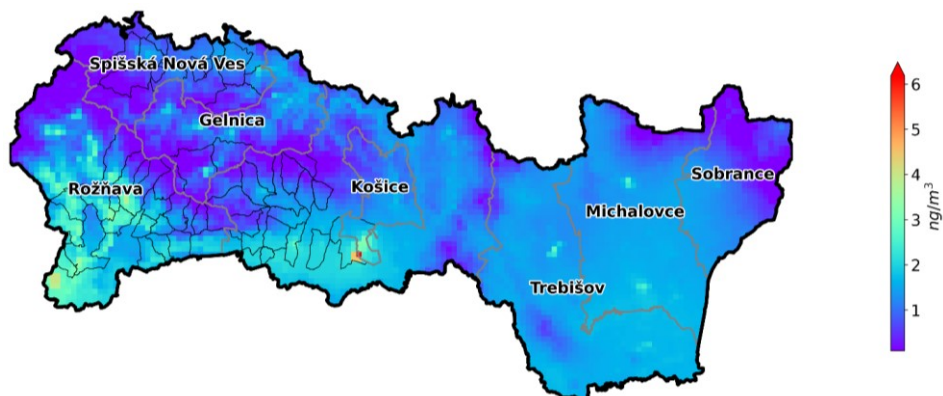 Spišská Nová Ves
Gelnica
Rožňava
Košice
Michalovce
Sobrance
Trebišov
6
5
4
3
2
1
ng/m³